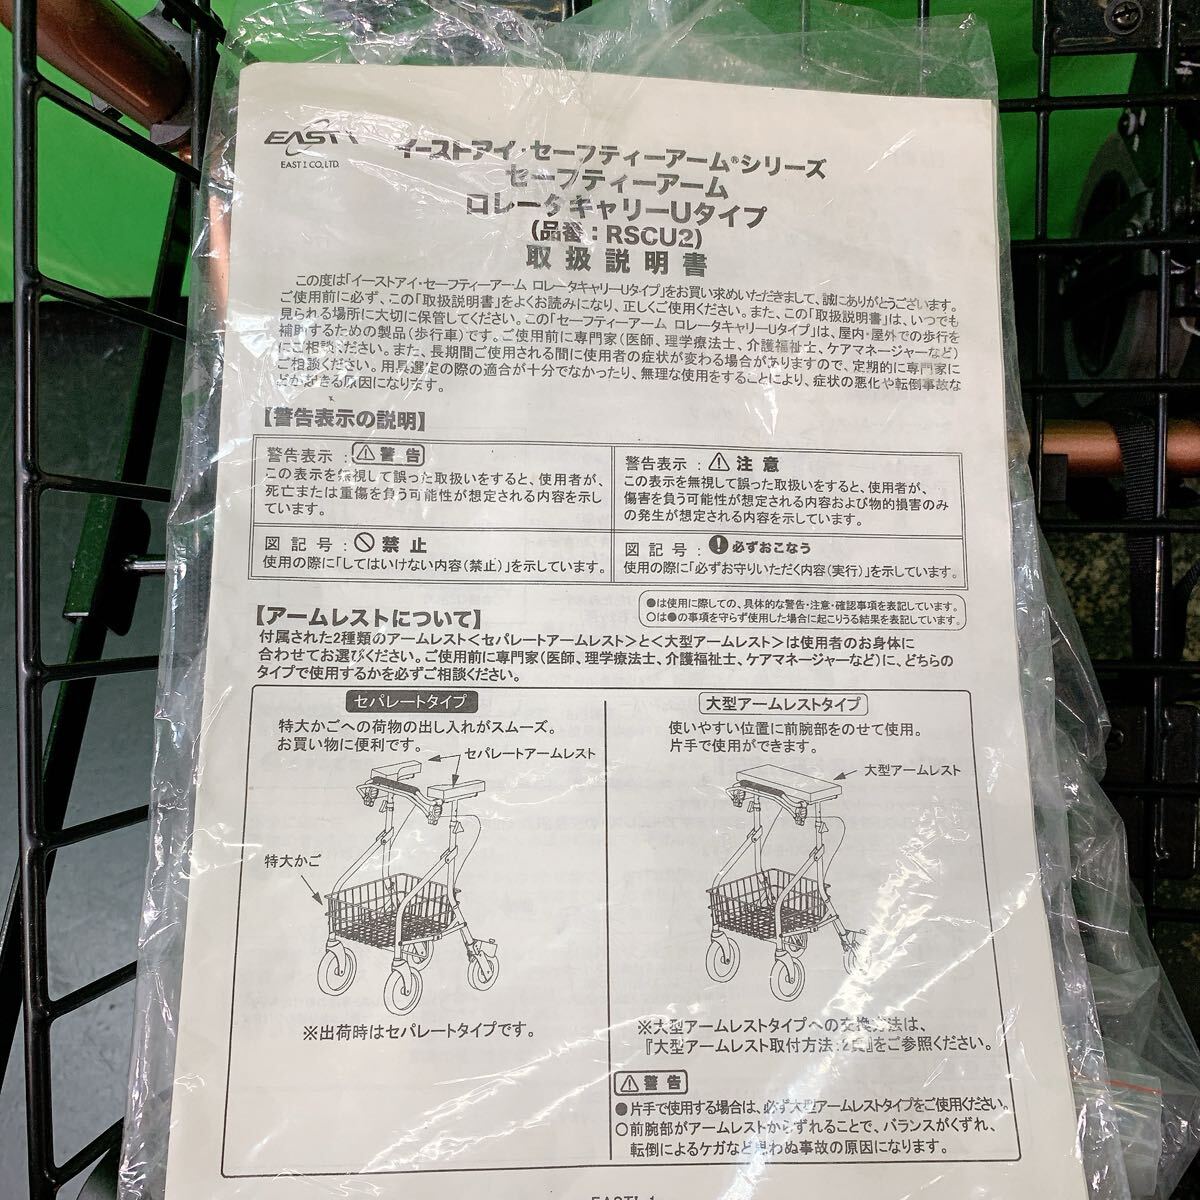 EAST I
EAST I CO.,LTD.
イーストアイ・セーフティーアーム®シリーズ
セーフティーアーム
ロレータキャリーUタイプ
(品番:RSCU2)
取扱説明書
この度は「イーストアイ・セーフティーアーム ロレータキャリーUタイプ」をお買い求めいただきまして、誠にありがとうございます。
ご使用前に必ず、この「取扱説明書」をよくお読みになり、正しくご使用ください。また、この「取扱説明書」は、いつでも
見られる場所に大切に保管してください。この「セーフティーアーム ロレータキャリーUタイプ」は、屋内・屋外での歩行を
補助するための製品(歩行車)です。ご使用前に専門家(医師、理学療法士、介護福祉士、ケアマネージャーなど)
にご相談ください。また、長期間ご使用される間に使用者の症状が変わる場合がありますので、定期的に専門家に
ご相談ください。用具選定の際の適合が十分でなかったり、無理な使用をすることにより、症状の悪化や転倒事故な
どが起きる原因になります。
【警告表示の説明】
警告表示:⚠警告
この表示を無視して誤った取扱いをすると、使用者が、
死亡または重傷を負う可能性が想定される内容を示し
ています。
警告表示:⚠注意
この表示を無視して誤った取扱いをすると、使用者が、
傷害を負う可能性が想定される内容および物的損害のみ
の発生が想定される内容を示しています。
図記号:🚫禁止
使用の際に「してはいけない内容(禁止)」を示しています。
図記号:❗必ずおこなう
使用の際に「必ずお守りいただく内容(実行)」を示しています。
●は使用に際しての、具体的な警告・注意・確認事項を表記しています。
○は●の事項を守らず使用した場合に起こりうる結果を表記しています。
【アームレストについて】
付属された2種類のアームレスト<セパレートアームレスト>と<大型アームレスト>は使用者のお身体に
合わせてお選びください。ご使用前に専門家(医師、理学療法士、介護福祉士、ケアマネージャーなど)に、どちらの
タイプで使用するかを必ずご相談ください。
セパレートタイプ
特大かごへの荷物の出し入れがスムーズ。
お買い物に便利です。
セパレートアームレスト
特大かご
※出荷時はセパレートタイプです。
大型アームレストタイプ
使いやすい位置に前腕部をのせて使用。
片手で使用ができます。
大型アームレスト
※大型アームレストタイプへの交換方法は、
『大型アームレスト取付方法:2頁』をご参照ください。
⚠警告
●片手で使用する場合は、必ず大型アームレストタイプをご使用ください。
○前腕部がアームレストからずれることで、バランスがくずれ、
転倒によるケガなど思わぬ事故の原因になります。
EASTI-1